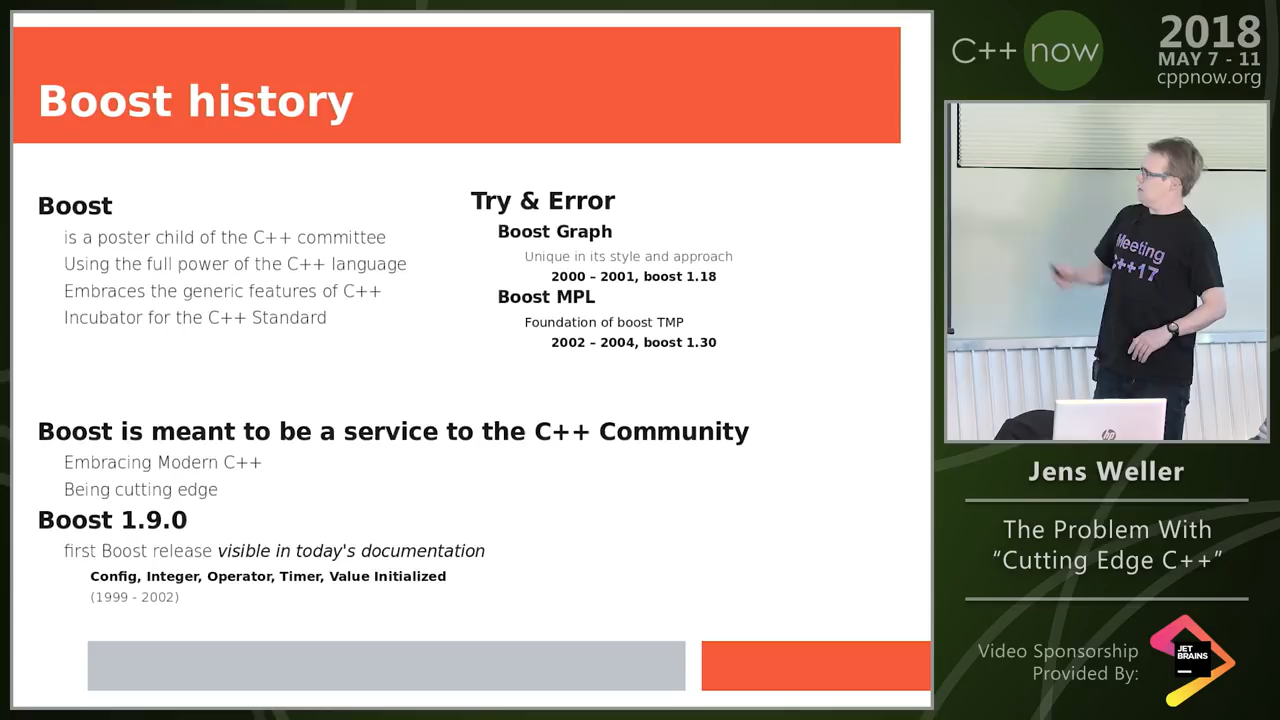 Boost history
Boost
is a poster child of the C++ committee
Using the full power of the C++ language
Embraces the generic features of C++
Incubator for the C++ Standard
Try & Error
Boost Graph
Unique in its style and approach
2000 – 2001, boost 1.18
Boost MPL
Foundation of boost TMP
2002 – 2004, boost 1.30
Boost is meant to be a service to the C++ Community
Embracing Modern C++
Being cutting edge
Boost 1.9.0
first Boost release visible in today's documentation
Config, Integer, Operator, Timer, Value Initialized
(1999 - 2002)
C++ now
2018
MAY 7 - 11
cppnow.org
Meeting
C++17
hp
Jens Weller
The Problem With
“Cutting Edge C++”
Video Sponsorship
Provided By:
JET
BRAINS